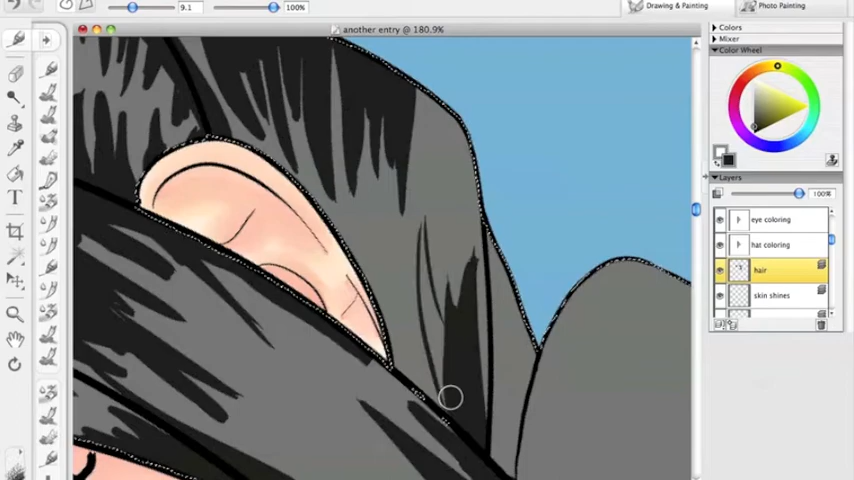 9.1
100%
Drawing & Painting
Photo Painting
another entry @ 180.9%
Colors
Mixer
Color Wheel
Layers
100%
eye coloring
hat coloring
hair
skin shines
T